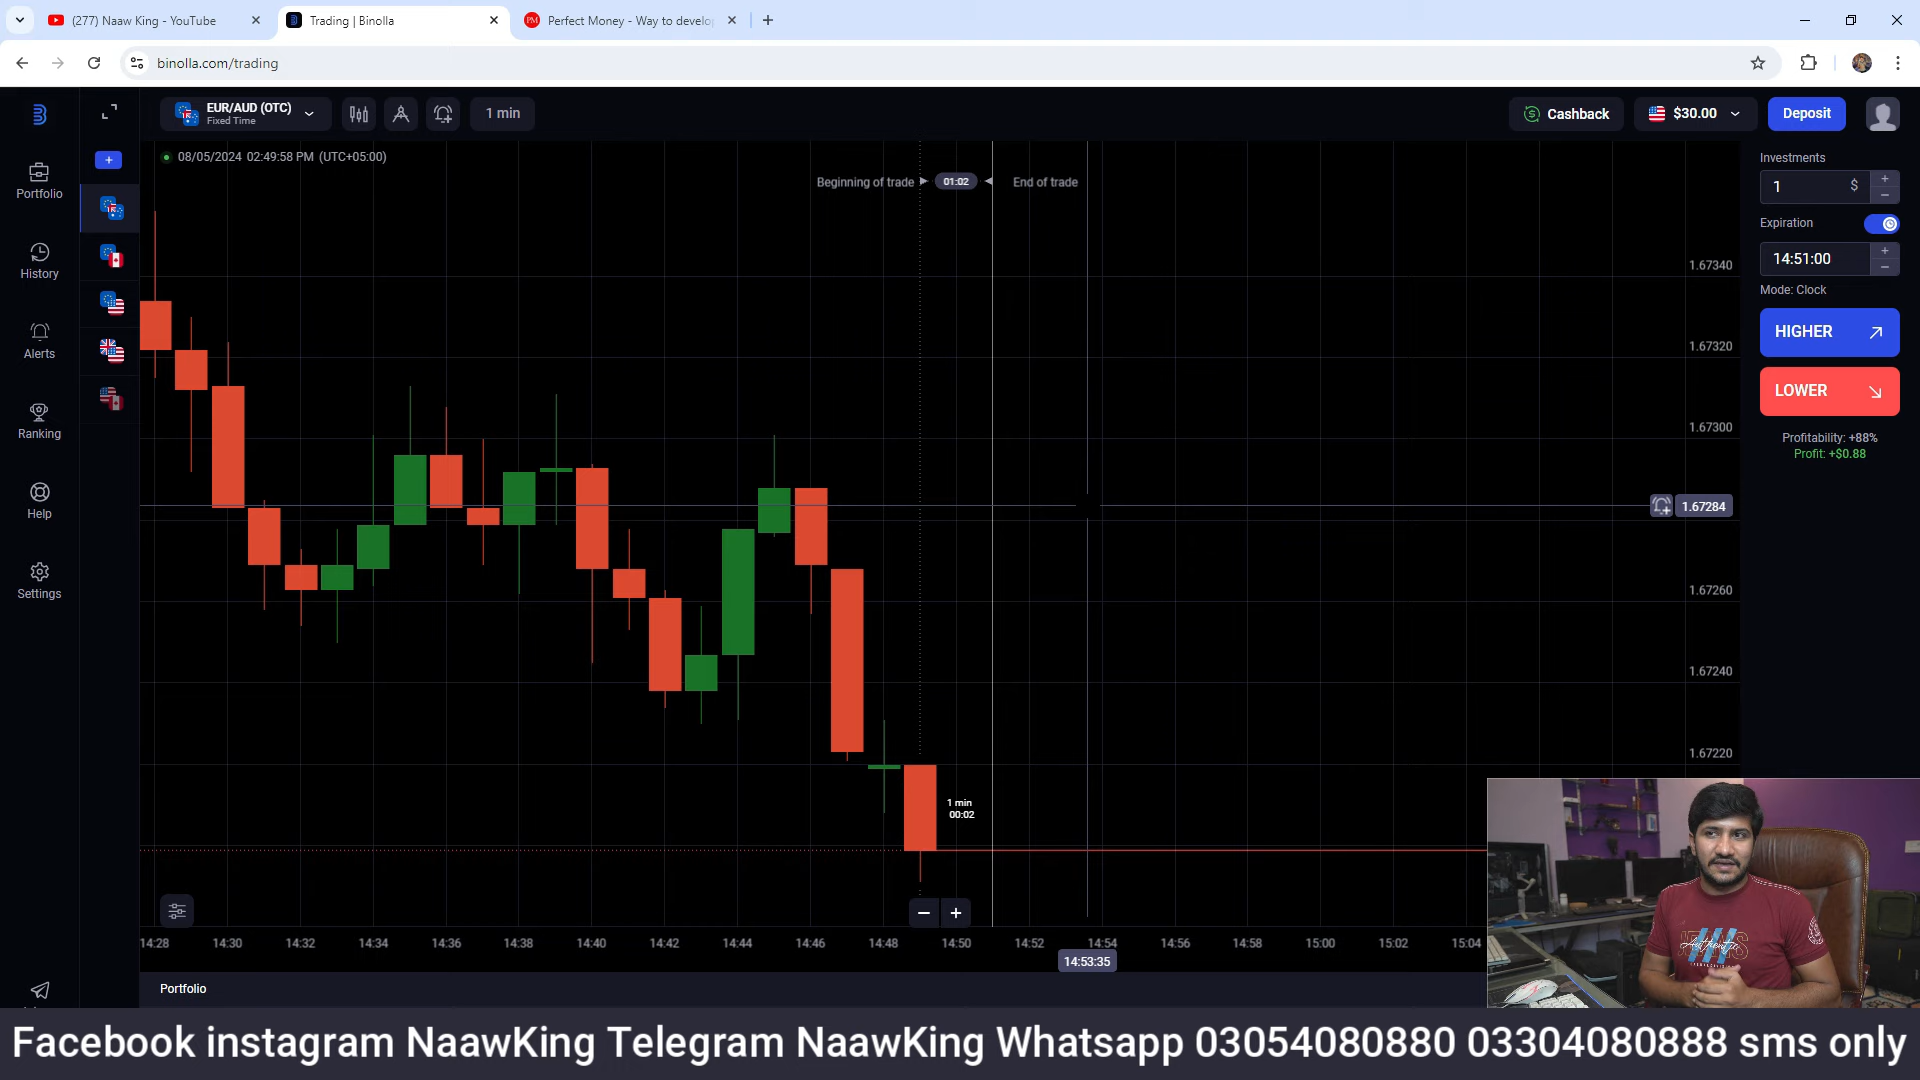 (277) Naaw King - YouTube
Trading | Binolla
PM
Perfect Money - Way to develop
binolla.com/trading
EUR/AUD (OTC)
Fixed Time
1 min
Cashback
$30.00
Deposit
08/05/2024 02:49:58 PM (UTC+05:00)
Beginning of trade
01:02
End of trade
Portfolio
History
Alerts
Ranking
Help
Settings
Investments
1 $
Expiration
14:51:00
Mode: Clock
HIGHER
LOWER
Profitability: +88%
Profit: +$0.88
1.67340
1.67320
1.67300
1.67284
1.67260
1.67240
1.67220
1 min
00:02
14:28 14:30 14:32 14:34 14:36 14:38 14:40 14:42 14:44 14:46 14:48 14:50 14:52 14:54 14:56 14:58 15:00 15:02 15:04
14:53:35
Portfolio
Authentic
Facebook instagram NaawKing Telegram NaawKing Whatsapp 03054080880 03304080888 sms only